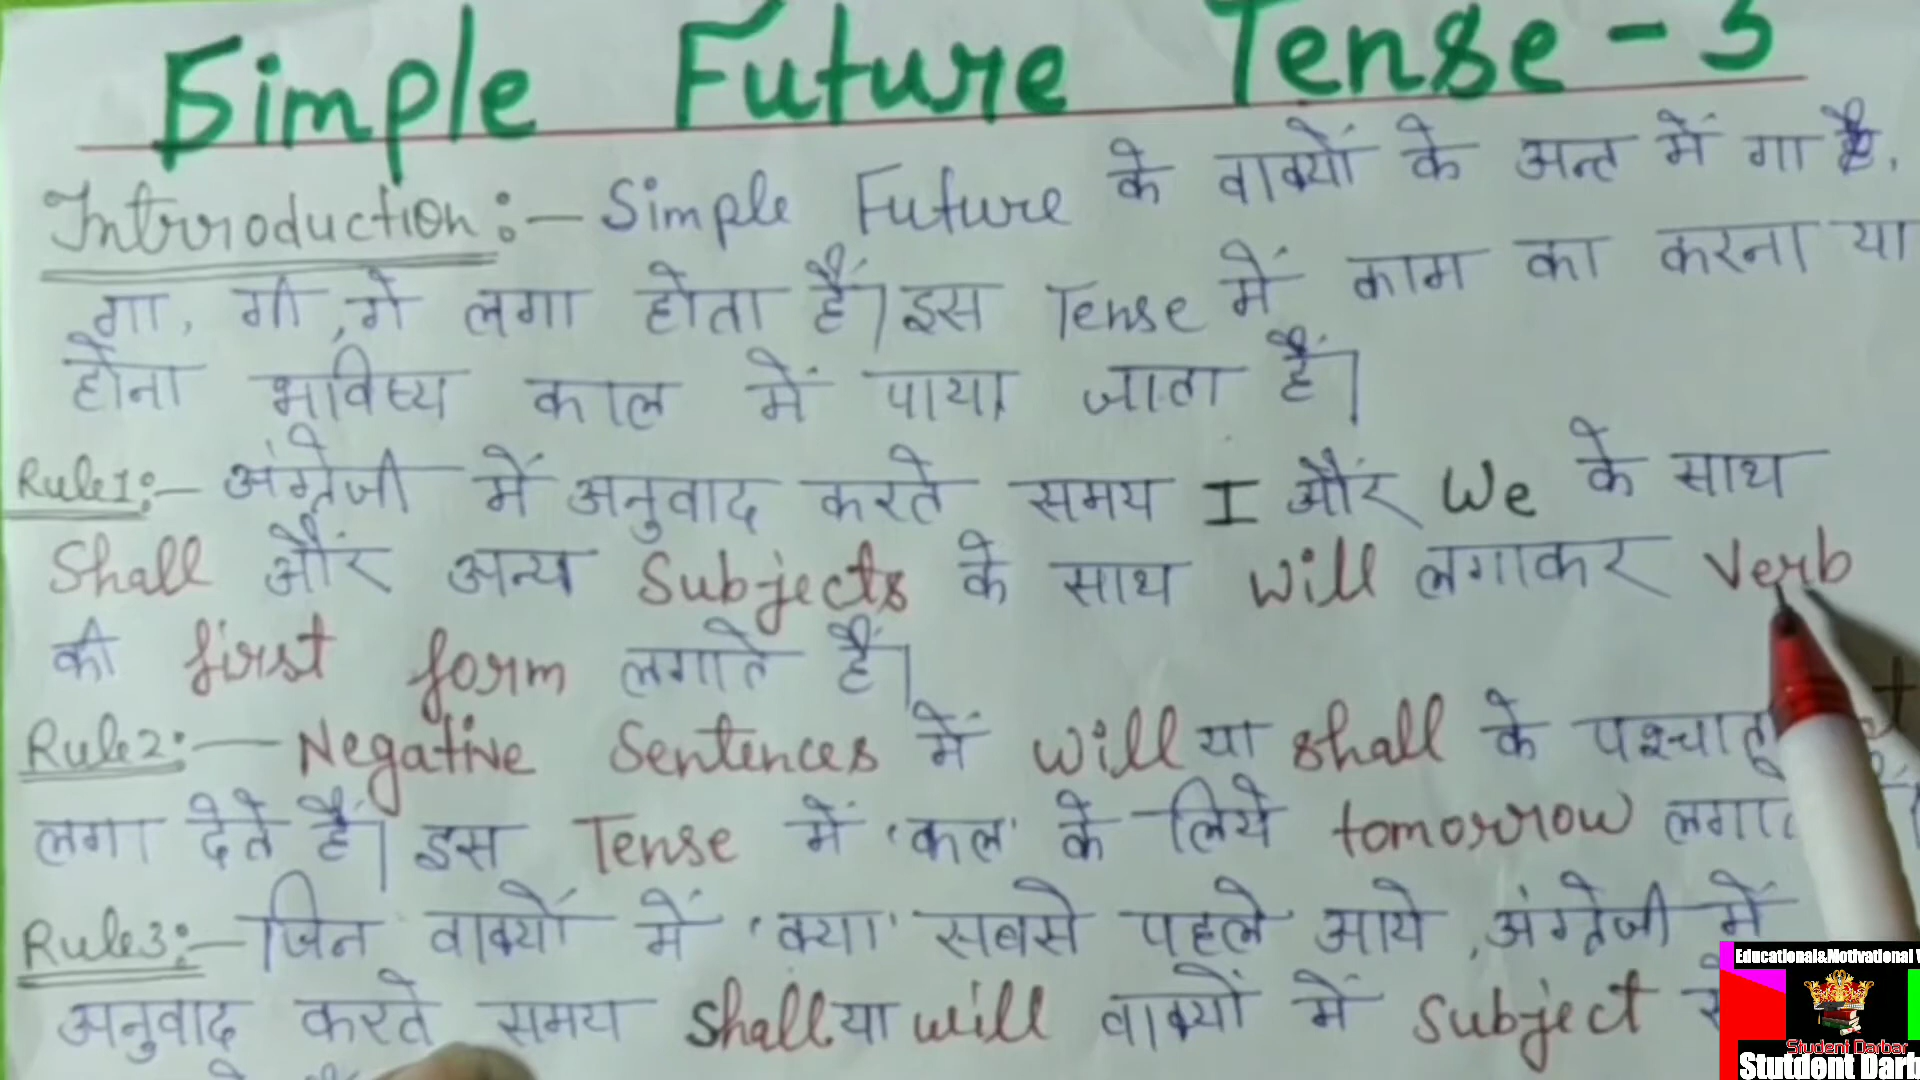 Simple Future Tense - 3
Introduction:- Simple Future के वाक्यों के अन्त में गा है,
गा, गी, गे लगा होता है। इस Tense में काम का करना या
होना भविष्य काल में पाया जाता है।
Rule1:- अंग्रेजी में अनुवाद करते समय I और We के साथ
Shall और अन्य Subjects के साथ will लगाकर Verb
की first form लगाते हैं।
Rule2:- Negative Sentences में will या shall के पश्चात्
लगा देते हैं। इस Tense में 'कल' के लिये tomorrow
Rule3:- जिन वाक्यों में 'क्या' सबसे पहले आये, अंग्रेजी में
अनुवाद करते समय shall या will वाक्यों में subject
Educational&Motivational
Student Darbar
Stutdent Darb